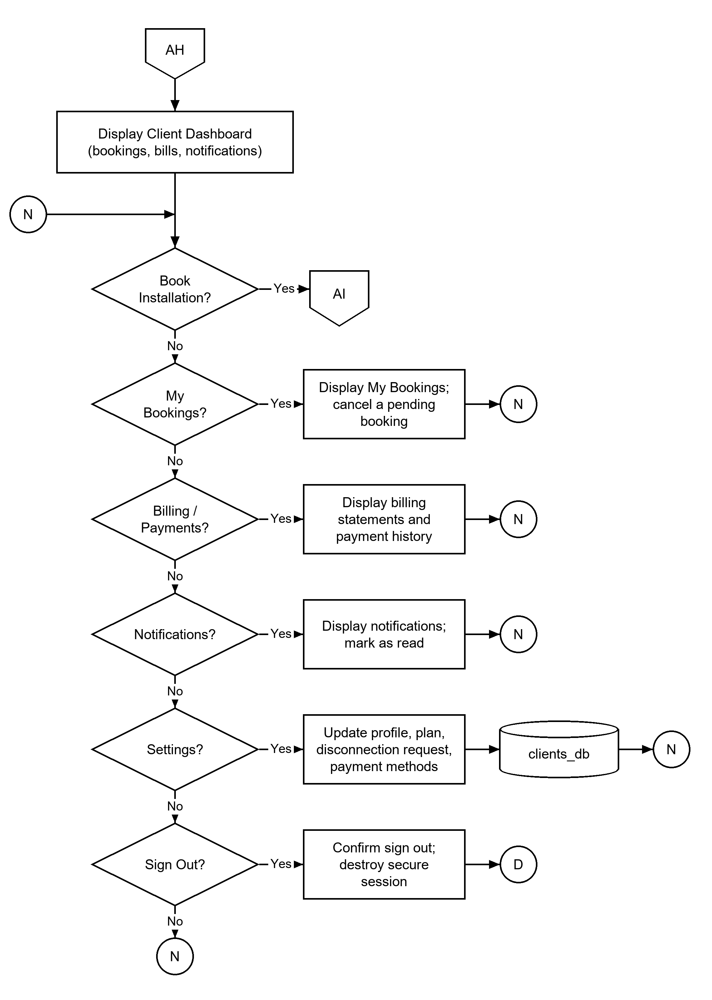 AH
Display Client Dashboard
(bookings, bills, notifications)
N
Book
Installation?
Yes
AI
No
My
Bookings?
Yes
Display My Bookings;
cancel a pending
booking
N
No
Billing /
Payments?
Yes
Display billing
statements and
payment history
N
No
Notifications?
Yes
Display notifications;
mark as read
N
No
Settings?
Yes
Update profile, plan,
disconnection request,
payment methods
clients_db
N
No
Sign Out?
Yes
Confirm sign out;
destroy secure
session
D
No
N